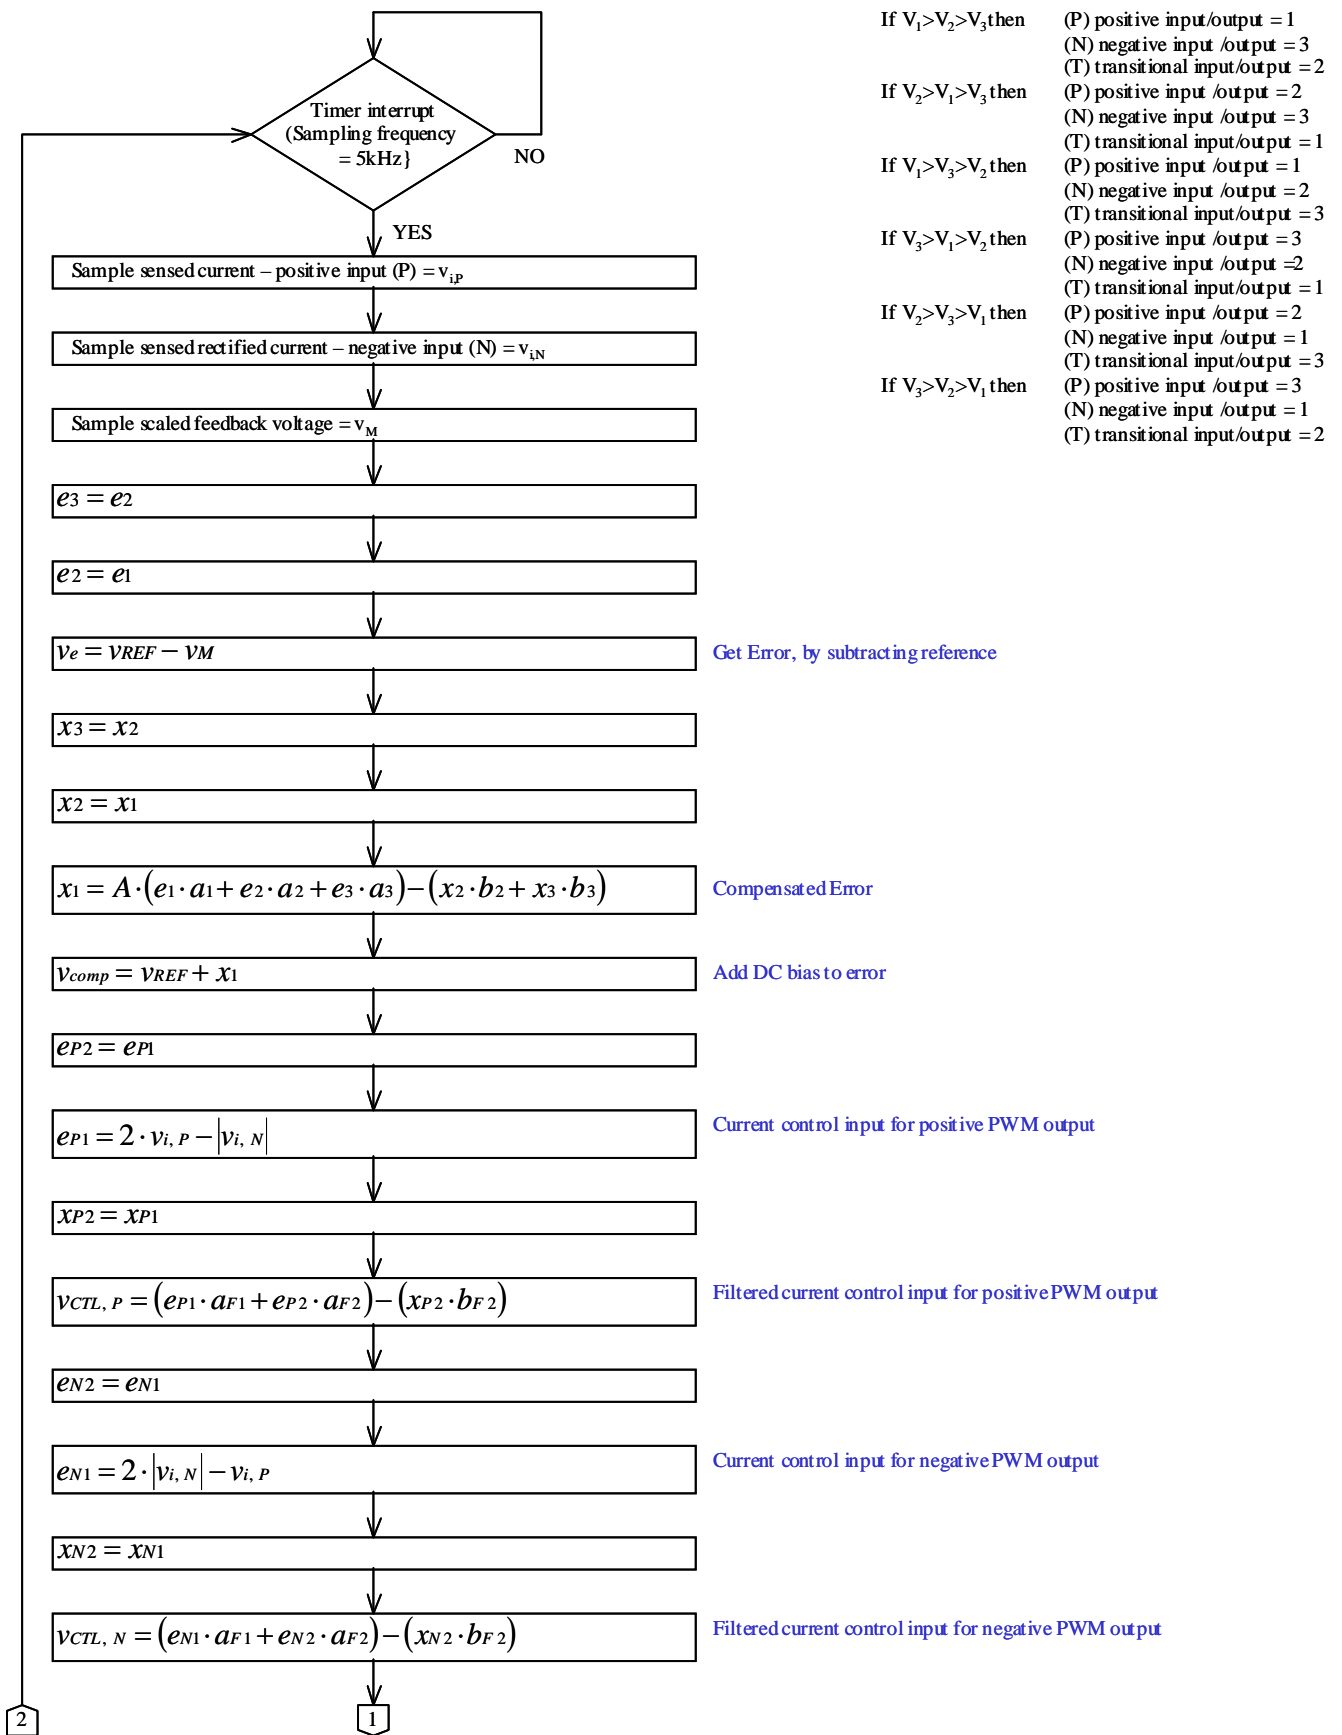 Timer interrupt
(Sampling frequency
= 5kHz}
NO
YES
Sample sensed current – positive input (P) = v_{i,P}
Sample sensed rectified current – negative input (N) = v_{i,N}
Sample scaled feedback voltage = v_M
e3 = e2
e2 = e1
ve = vREF − vM
Get Error, by subtracting reference
x3 = x2
x2 = x1
x1 = A·(e1·a1 + e2·a2 + e3·a3) − (x2·b2 + x3·b3)
Compensated Error
vcomp = vREF + x1
Add DC bias to error
eP2 = eP1
eP1 = 2·vi, P − |vi, N|
Current control input for positive PWM output
xP2 = xP1
vCTL, P = (eP1·aF1 + eP2·aF2) − (xP2·bF2)
Filtered current control input for positive PWM output
eN2 = eN1
eN1 = 2·|vi, N| − vi, P
Current control input for negative PWM output
xN2 = xN1
vCTL, N = (eN1·aF1 + eN2·aF2) − (xN2·bF2)
Filtered current control input for negative PWM output
2
1
If V1>V2>V3 then (P) positive input/output = 1
(N) negative input /output = 3
(T) transitional input/output = 2
If V2>V1>V3 then (P) positive input /output = 2
(N) negative input /output = 3
(T) transitional input/output = 1
If V1>V3>V2 then (P) positive input /output = 1
(N) negative input /output = 2
(T) transitional input/output = 3
If V3>V1>V2 then (P) positive input /output = 3
(N) negative input /output =2
(T) transitional input/output = 1
If V2>V3>V1 then (P) positive input /output = 2
(N) negative input /output = 1
(T) transitional input/output = 3
If V3>V2>V1 then (P) positive input /output = 3
(N) negative input /output = 1
(T) transitional input/output = 2